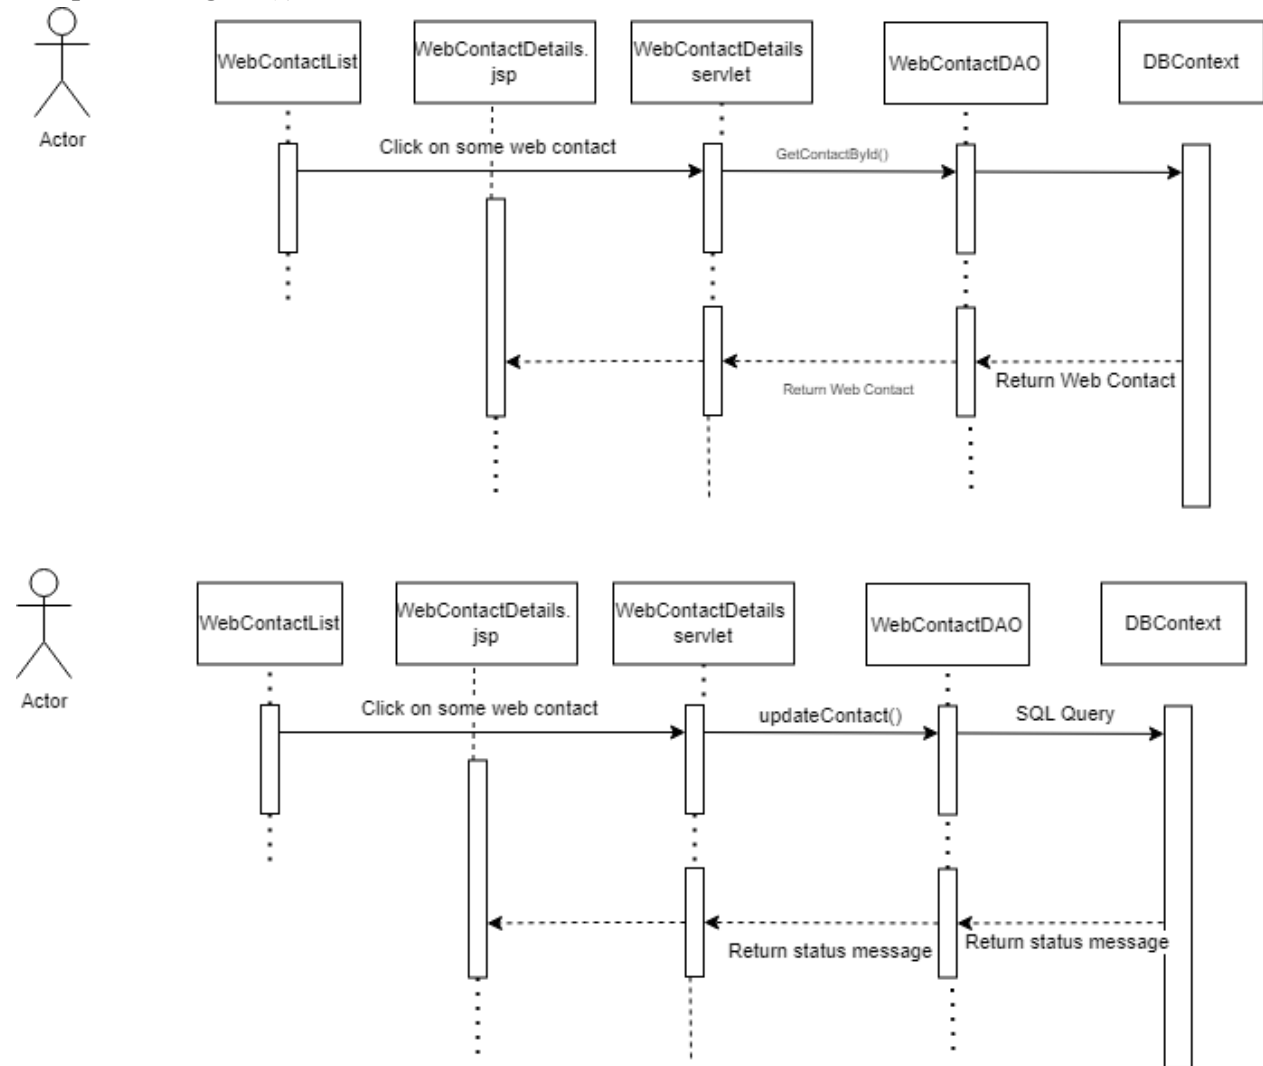 WebContactList
WebContactDetails.
jsp
WebContactDetails
servlet
WebContactDAO
DBContext
Actor
Click on some web contact
GetContactById()
Return Web Contact
Return Web Contact
WebContactList
WebContactDetails.
jsp
WebContactDetails
servlet
WebContactDAO
DBContext
Actor
Click on some web contact
updateContact()
SQL Query
Return status message
Return status message